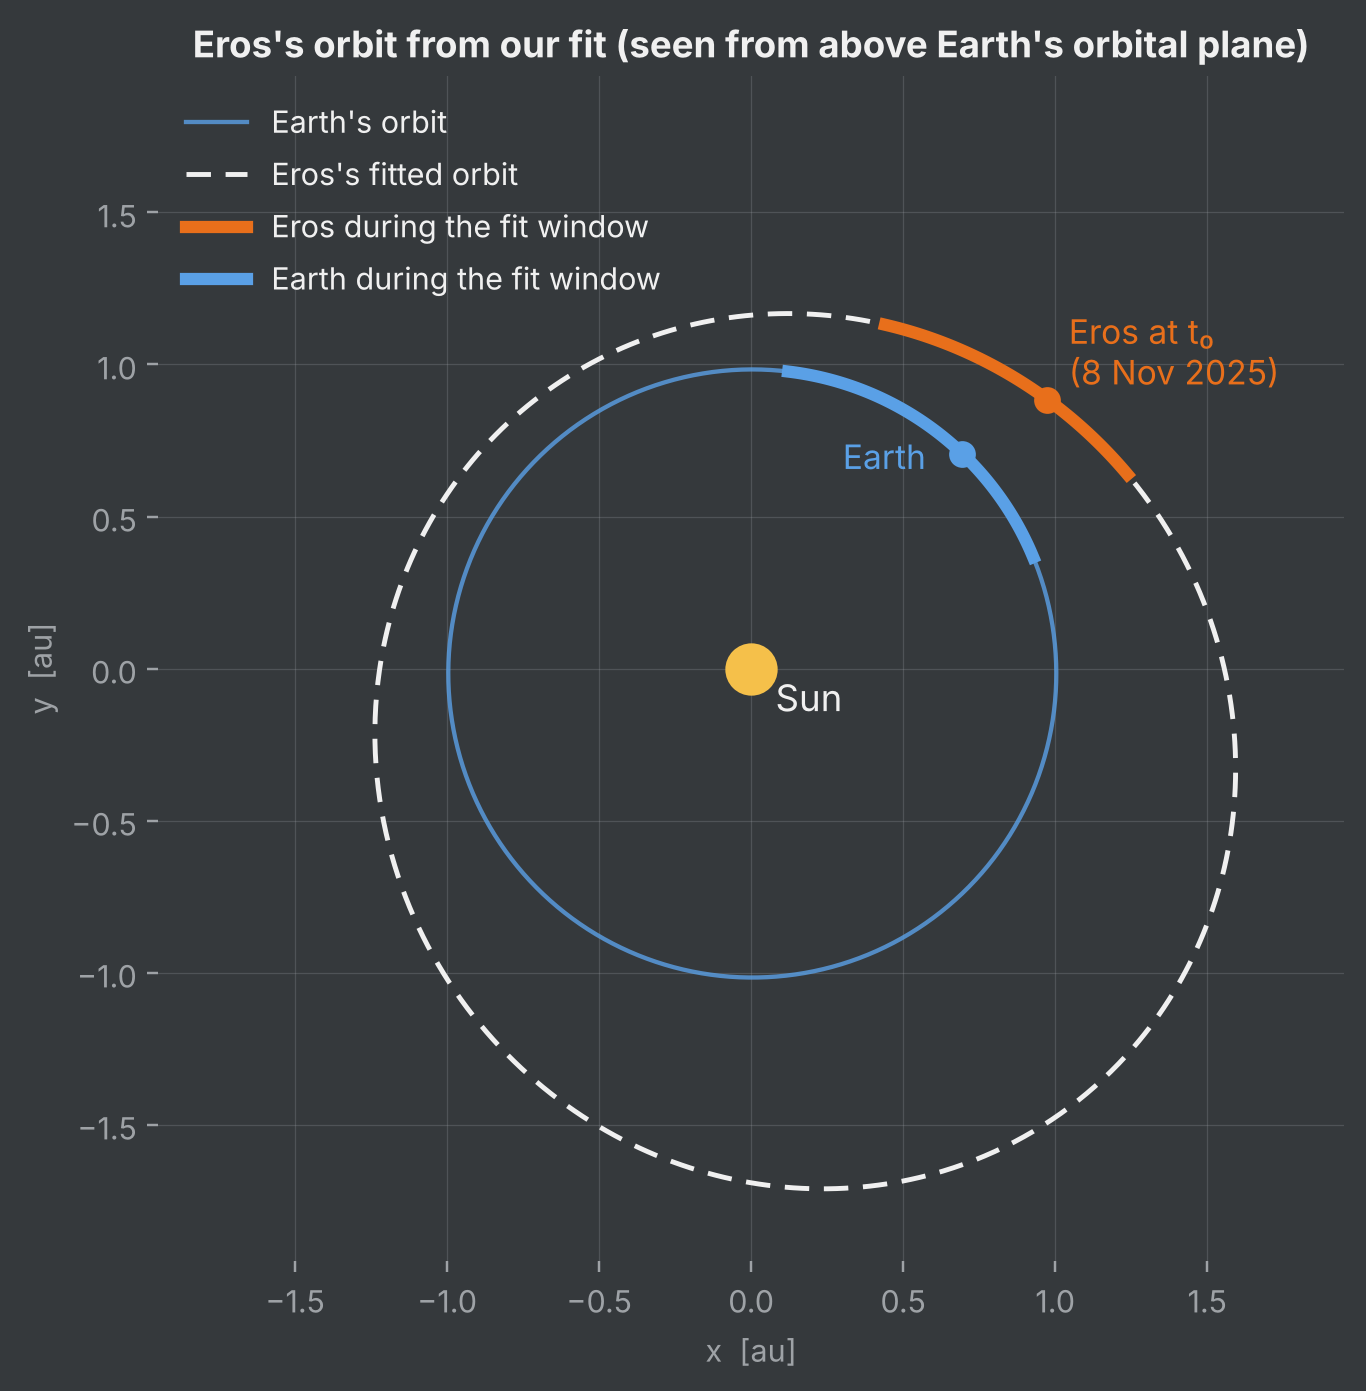 Eros's orbit from our fit (seen from above Earth's orbital plane)
Earth's orbit
Eros's fitted orbit
Eros during the fit window
Earth during the fit window
Eros at t₀
(8 Nov 2025)
Earth
Sun
1.5
1.0
0.5
0.0
−0.5
−1.0
−1.5
y [au]
−1.5
−1.0
−0.5
0.0
0.5
1.0
1.5
x [au]